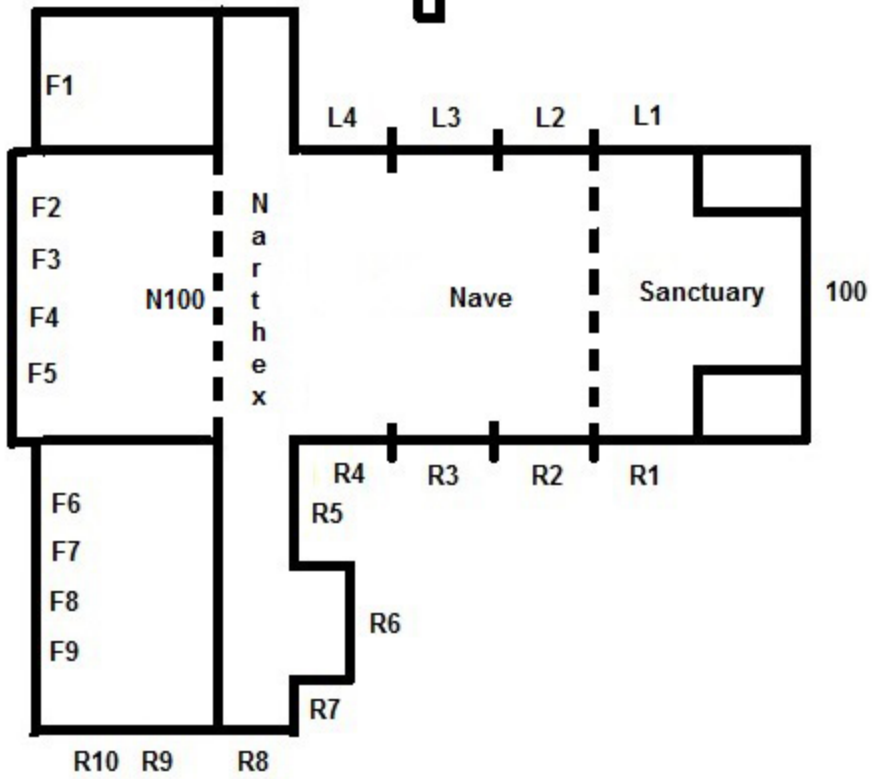 F1
L4 L3 L2 L1
F2
F3
F4
F5
N100
Narthex
Nave
Sanctuary
100
R4 R3 R2 R1
R5
F6
F7
F8
F9
R6
R7
R10 R9 R8